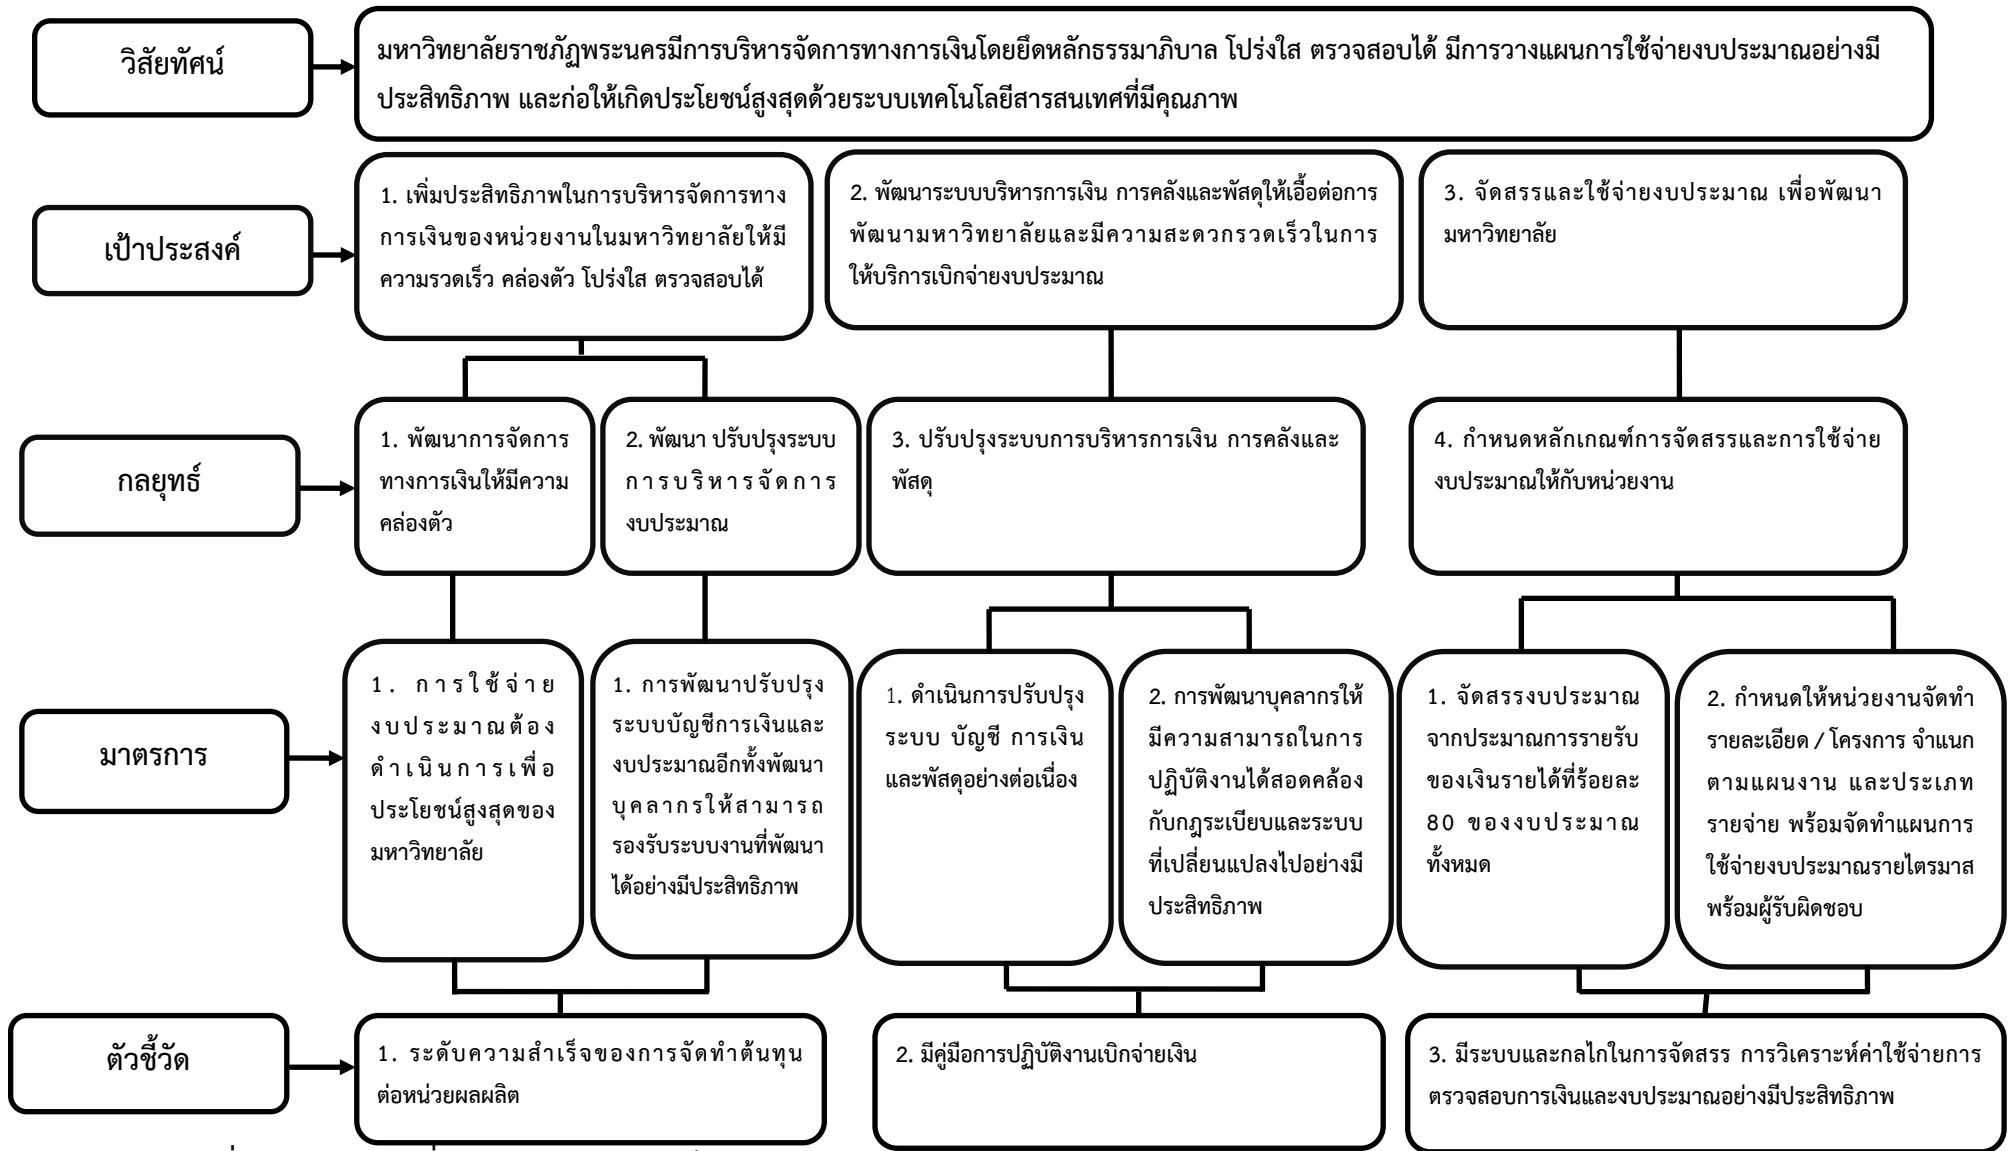 วิสัยทัศน์
มหาวิทยาลัยราชภัฏพระนครมีการบริหารจัดการทางการเงินโดยยึดหลักธรรมาภิบาล โปร่งใส ตรวจสอบได้ มีการวางแผนการใช้จ่ายงบประมาณอย่างมี
ประสิทธิภาพ และก่อให้เกิดประโยชน์สูงสุดด้วยระบบเทคโนโลยีสารสนเทศที่มีคุณภาพ
เป้าประสงค์
1. เพิ่มประสิทธิภาพในการบริหารจัดการทาง
การเงินของหน่วยงานในมหาวิทยาลัยให้มี
ความรวดเร็ว คล่องตัว โปร่งใส ตรวจสอบได้
2. พัฒนาระบบบริหารการเงิน การคลังและพัสดุให้เอื้อต่อการ
พัฒนามหาวิทยาลัยและมีความสะดวกรวดเร็วในการ
ให้บริการเบิกจ่ายงบประมาณ
3. จัดสรรและใช้จ่ายงบประมาณ เพื่อพัฒนา
มหาวิทยาลัย
กลยุทธ์
1. พัฒนาการจัดการ
ทางการเงินให้มีความ
คล่องตัว
2. พัฒนา ปรับปรุงระบบ
การบริหารจัดการ
งบประมาณ
3. ปรับปรุงระบบการบริหารการเงิน การคลังและ
พัสดุ
4. กำหนดหลักเกณฑ์การจัดสรรและการใช้จ่าย
งบประมาณให้กับหน่วยงาน
มาตรการ
1. การใช้จ่าย
งบประมาณต้อง
ดำเนินการเพื่อ
ประโยชน์สูงสุดของ
มหาวิทยาลัย
1. การพัฒนาปรับปรุง
ระบบบัญชีการเงินและ
งบประมาณอีกทั้งพัฒนา
บุคลากรให้สามารถ
รองรับระบบงานที่พัฒนา
ได้อย่างมีประสิทธิภาพ
1. ดำเนินการปรับปรุง
ระบบ บัญชี การเงิน
และพัสดุอย่างต่อเนื่อง
2. การพัฒนาบุคลากรให้
มีความสามารถในการ
ปฏิบัติงานได้สอดคล้อง
กับกฎระเบียบและระบบ
ที่เปลี่ยนแปลงไปอย่างมี
ประสิทธิภาพ
1. จัดสรรงบประมาณ
จากประมาณการรายรับ
ของเงินรายได้ที่ร้อยละ
80 ของงบประมาณ
ทั้งหมด
2. กำหนดให้หน่วยงานจัดทำ
รายละเอียด / โครงการ จำแนก
ตามแผนงาน และประเภท
รายจ่าย พร้อมจัดทำแผนการ
ใช้จ่ายงบประมาณรายไตรมาส
พร้อมผู้รับผิดชอบ
ตัวชี้วัด
1. ระดับความสำเร็จของการจัดทำต้นทุน
ต่อหน่วยผลผลิต
2. มีคู่มือการปฏิบัติงานเบิกจ่ายเงิน
3. มีระบบและกลไกในการจัดสรร การวิเคราะห์ค่าใช้จ่ายการ
ตรวจสอบการเงินและงบประมาณอย่างมีประสิทธิภาพ